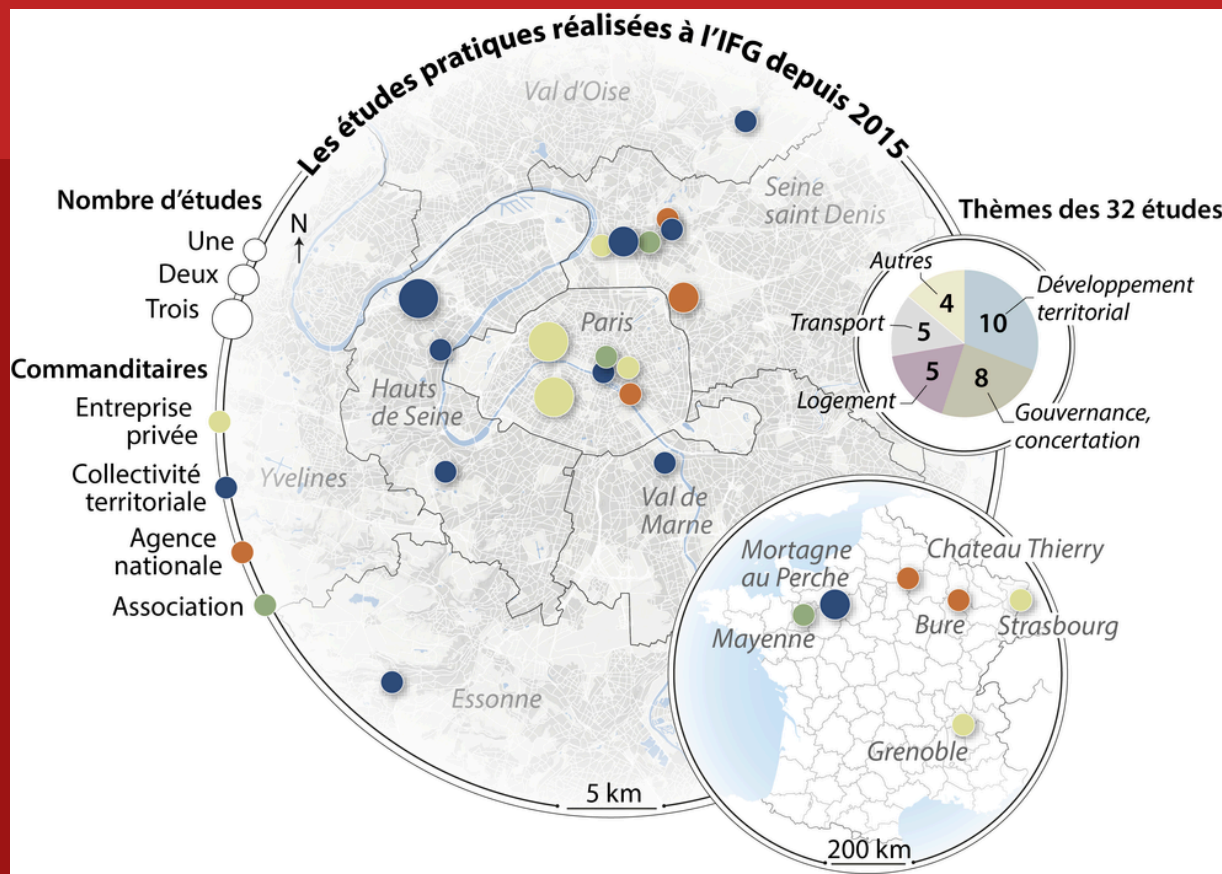 Les études pratiques réalisées à l'IFG depuis 2015
Val d'Oise
Seine
saint Denis
Nombre d'études
Une
Deux
Trois
N
Commanditaires
Entreprise
privée
Collectivité
territoriale
Agence
nationale
Association
Paris
Hauts
de Seine
Yvelines
Val de
Marne
Essonne
5 km
Thèmes des 32 études
Autres
4
Développement
territorial
10
Transport
5
Logement
5
8
Gouvernance,
concertation
Mortagne
au Perche
Chateau Thierry
Mayenne
Bure
Strasbourg
Grenoble
200 km